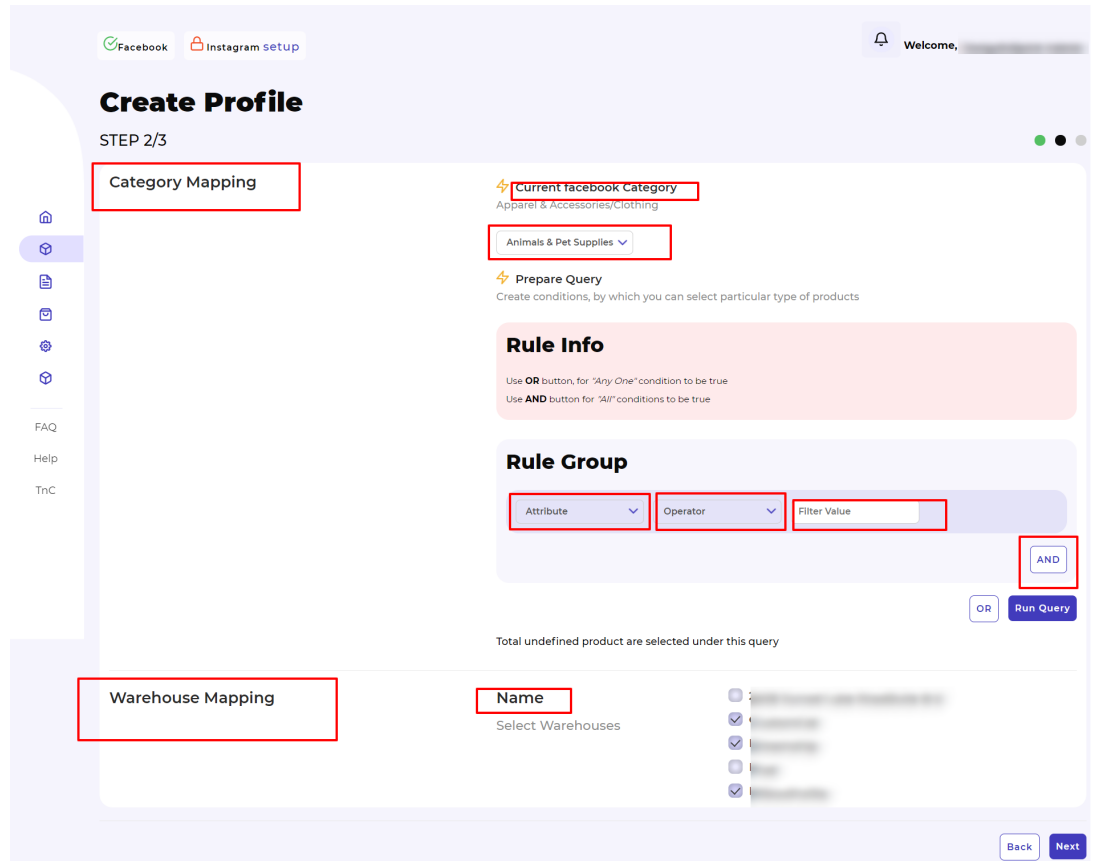 Facebook
Instagram setup
Welcome,
Create Profile
STEP 2/3
Category Mapping
Current facebook Category
Apparel & Accessories/Clothing
Animals & Pet Supplies
Prepare Query
Create conditions, by which you can select particular type of products
Rule Info
Use OR button, for "Any One" condition to be true
Use AND button for "All" conditions to be true
Rule Group
Attribute
Operator
Filter Value
AND
OR
Run Query
Total undefined product are selected under this query
FAQ
Help
TnC
Warehouse Mapping
Name
Select Warehouses
Back
Next